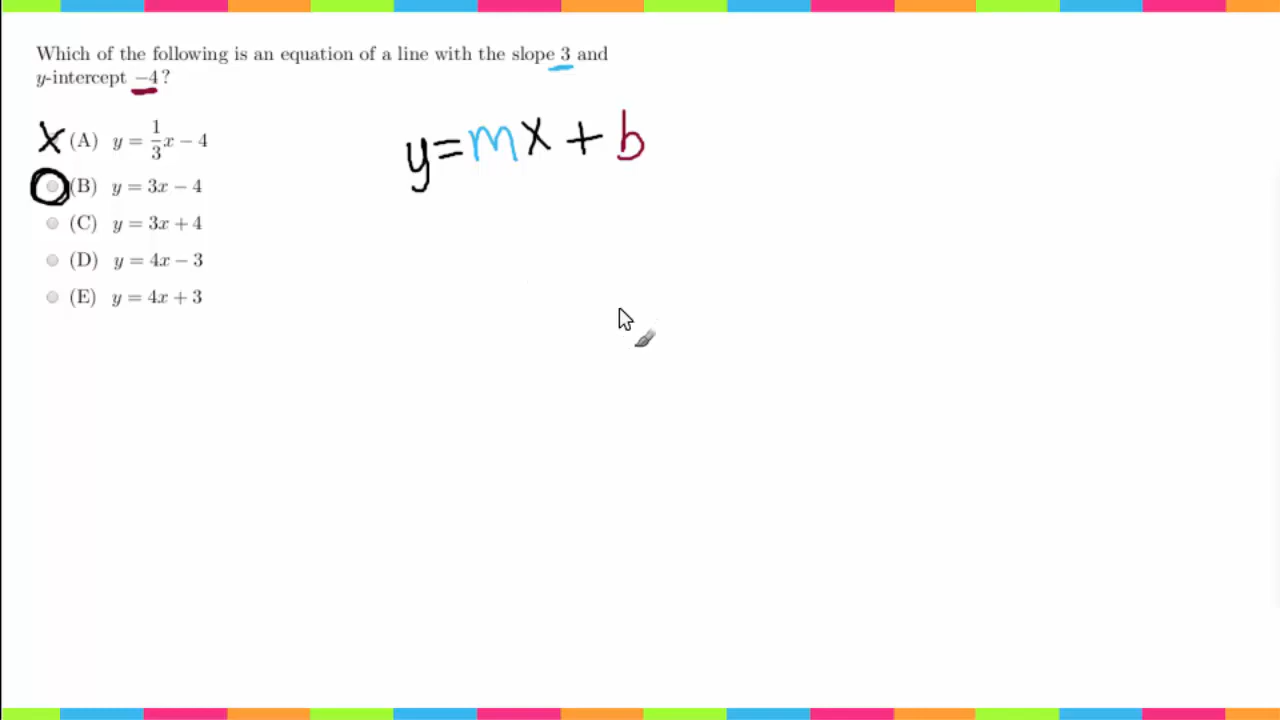 Which of the following is an equation of a line with the slope 3 and
y-intercept −4?
X (A) y = 1/3 x − 4
(B) y = 3x − 4
(C) y = 3x + 4
(D) y = 4x − 3
(E) y = 4x + 3
y=mx + b